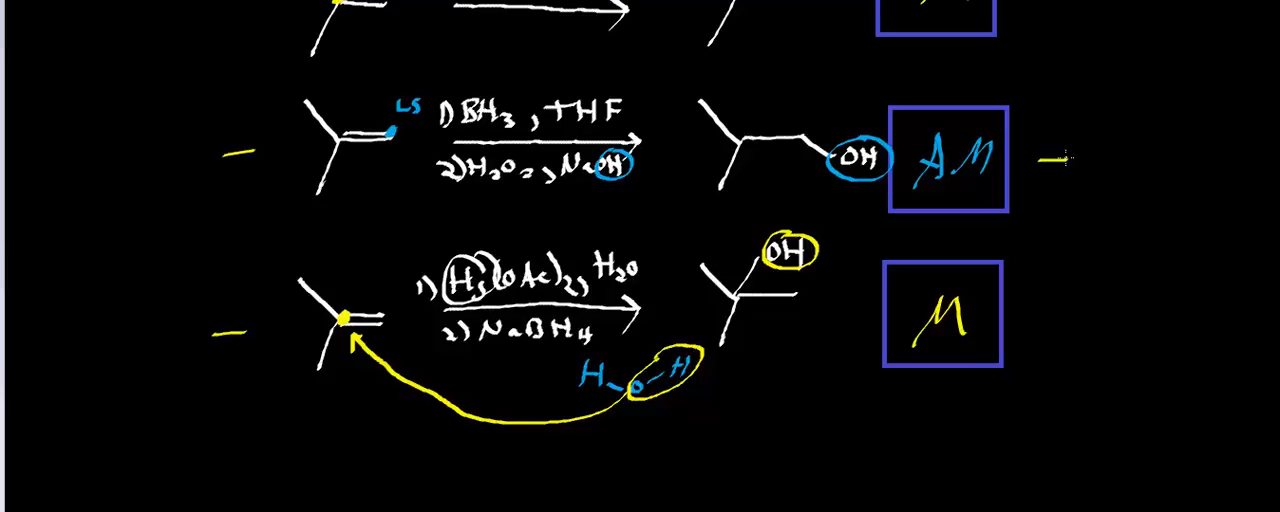 LS
1) BH₃, THF
2) H₂O₂, NaOH
OH
AM
1) Hg(OAc)₂, H₂O
2) NaBH₄
OH
M
H-O-H